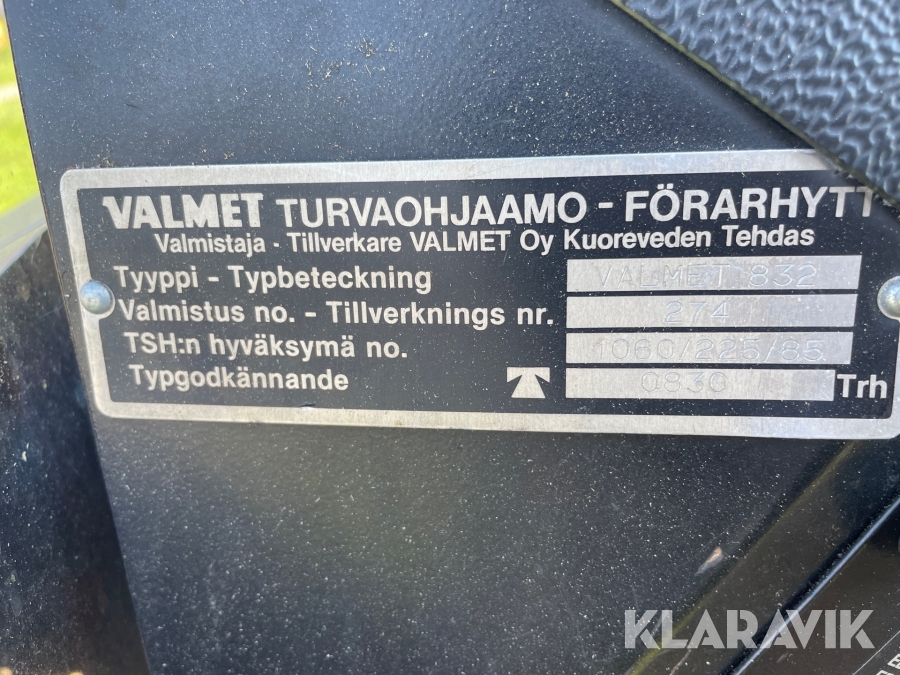 VALMET TURVAOHJAAMO - FÖRARHYTT
Valmistaja - Tillverkare VALMET Oy Kuoreveden Tehdas
Tyyppi - Typbeteckning VALMET 832
Valmistus no. - Tillverknings nr. 274
TSH:n hyväksymä no. 1060/225/85
Typgodkännande 0830 Trh
KLARAVIK